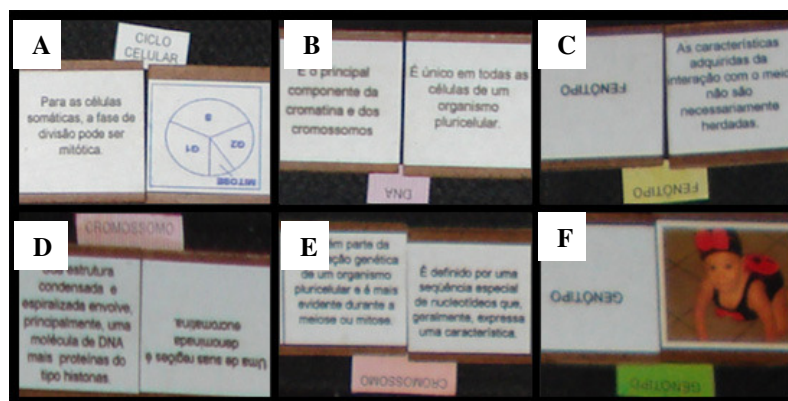 A
CICLO
CELULAR
Para as células
somáticas, a fase de
divisão pode ser
mitótica.
S
G1
G2
MITOSE
B
É o principal
componente da
cromatina e dos
cromossomos
É único em todas as
células de um
organismo
pluricelular.
DNA
C
FENÓTIPO
As características
adquiridas da
interação com o meio
não são
necessariamente
herdadas.
FENÓTIPO
D
CROMOSSOMO
estrutura
condensada e
espiralizada envolve,
principalmente, uma
molécula de DNA
mais proteínas do
tipo histonas.
Uma de suas regiões é
denominada
eucromatina
E
parte da
genética
de um organismo
pluricelular e é mais
evidente durante a
meiose ou mitose.
É definido por uma
seqüência especial
de nucleotídeos que,
geralmente, expressa
uma característica.
CROMOSSOMO
F
GENÓTIPO
GENÓTIPO